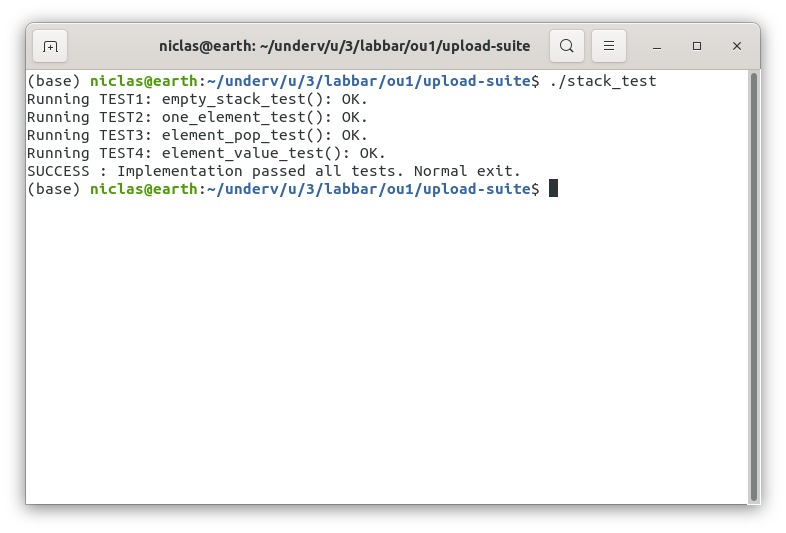 niclas@earth: ~/underv/u/3/labbar/ou1/upload-suite
(base) niclas@earth:~/underv/u/3/labbar/ou1/upload-suite$ ./stack_test
Running TEST1: empty_stack_test(): OK.
Running TEST2: one_element_test(): OK.
Running TEST3: element_pop_test(): OK.
Running TEST4: element_value_test(): OK.
SUCCESS : Implementation passed all tests. Normal exit.
(base) niclas@earth:~/underv/u/3/labbar/ou1/upload-suite$